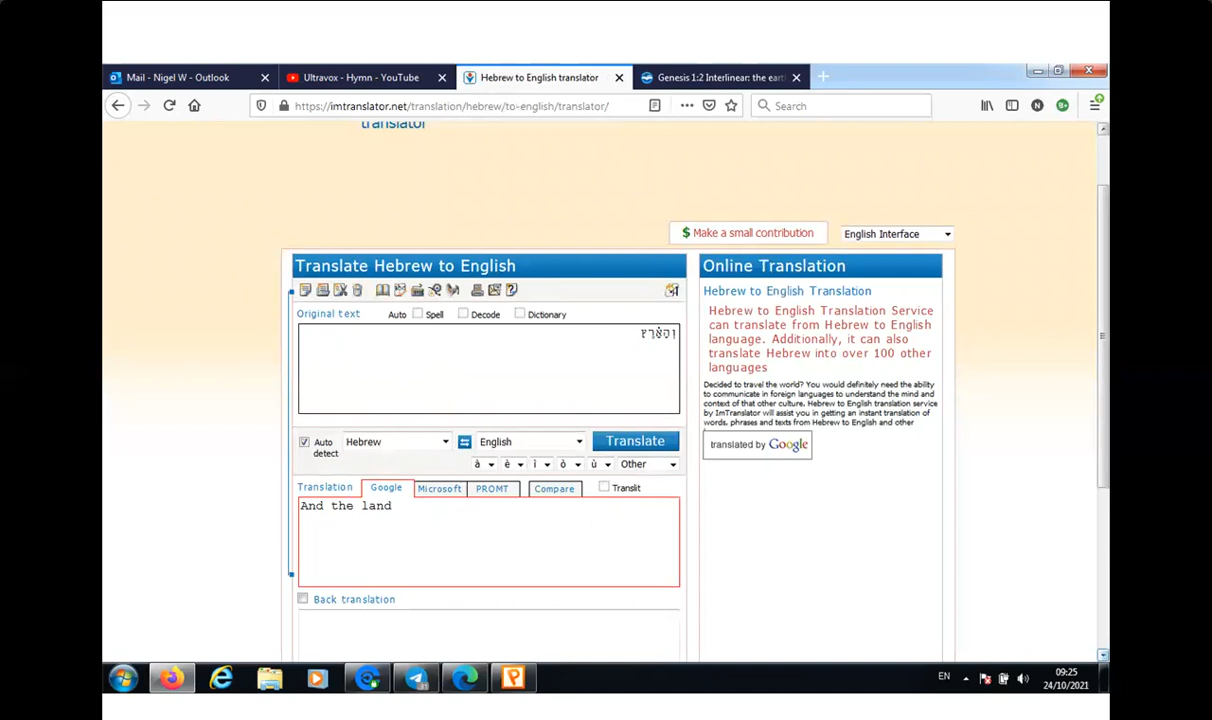 Mail - Nigel W - Outlook
Ultravox - Hymn - YouTube
Hebrew to English translator
Genesis 1:2 Interlinear: the eart
https://imtranslator.net/translation/hebrew/to-english/translator/
Search
translator
$ Make a small contribution
English Interface
Translate Hebrew to English
Original text
Auto
Spell
Decode
Dictionary
וְהָאָ֗רֶץ
Auto detect
Hebrew
English
Translate
à
è
ì
ò
ù
Other
Translation
Google
Microsoft
PROMT
Compare
Translit
And the land
Back translation
Online Translation
Hebrew to English Translation
Hebrew to English Translation Service
can translate from Hebrew to English
language. Additionally, it can also
translate Hebrew into over 100 other
languages
Decided to travel the world? You would definitely need the ability
to communicate in foreign languages to understand the mind and
context of that other culture. Hebrew to English translation service
by ImTranslator will assist you in getting an instant translation of
words, phrases and texts from Hebrew to English and other
translated by Google
EN
09:25
24/10/2021